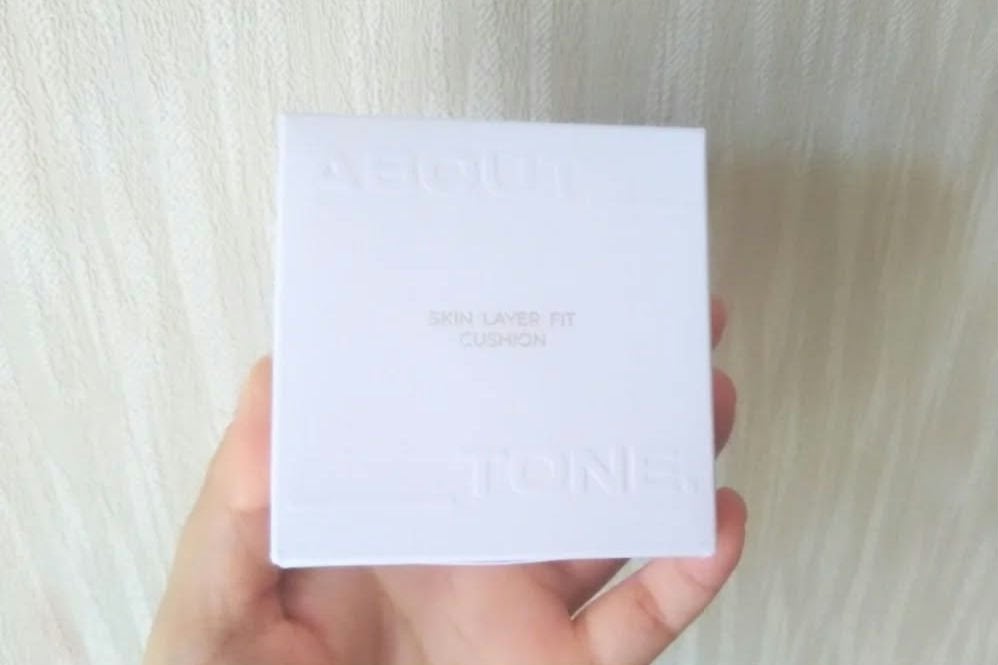 ABOUT
SKIN LAYER FIT
CUSHION
TONE.